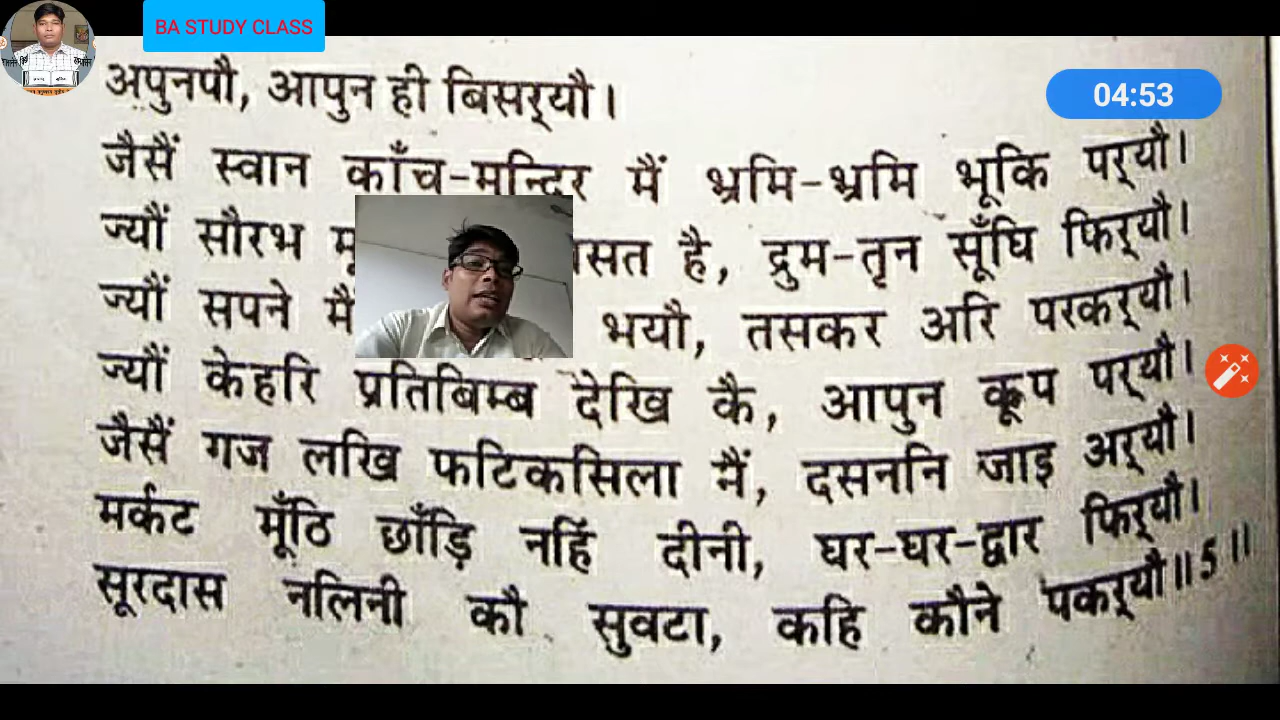 BA STUDY CLASS
04:53
अपुनपौ, आपुन ही बिसर्‌यौ।
जैसैं स्वान काँच-मन्दिर मैं भ्रमि-भ्रमि भूकि पर्‌यौ।
ज्यौं सौरभ है, द्रुम-तृन सूँघि फिर्‌यौ।
ज्यौं सपने मैं भयौ, तसकर अरि परकर्‌यौ।
ज्यौं केहरि प्रतिबिम्ब देखि कै, आपुन कूप पर्‌यौ।
जैसैं गज लखि फटिकसिला मैं, दसननि जाइ अर्‌यौ।
मर्कट मूँठि छाँड़ि नहिं दीनी, घर-घर-द्वार फिर्‌यौ।
सूरदास नलिनी कौ सुवटा, कहि कौने पकर्‌यौ॥5॥